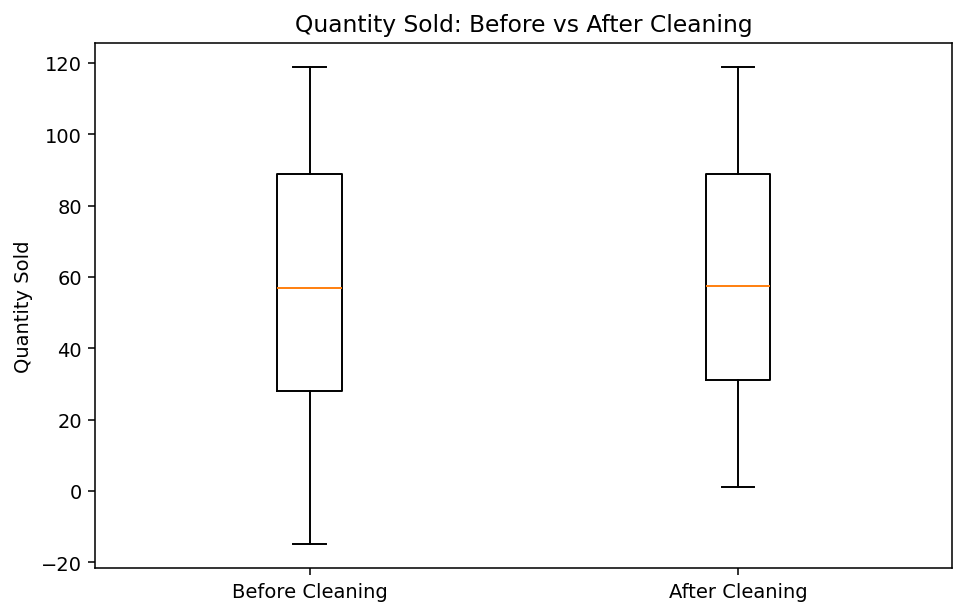 Quantity Sold: Before vs After Cleaning
120
100
80
60
40
20
0
−20
Quantity Sold
Before Cleaning
After Cleaning